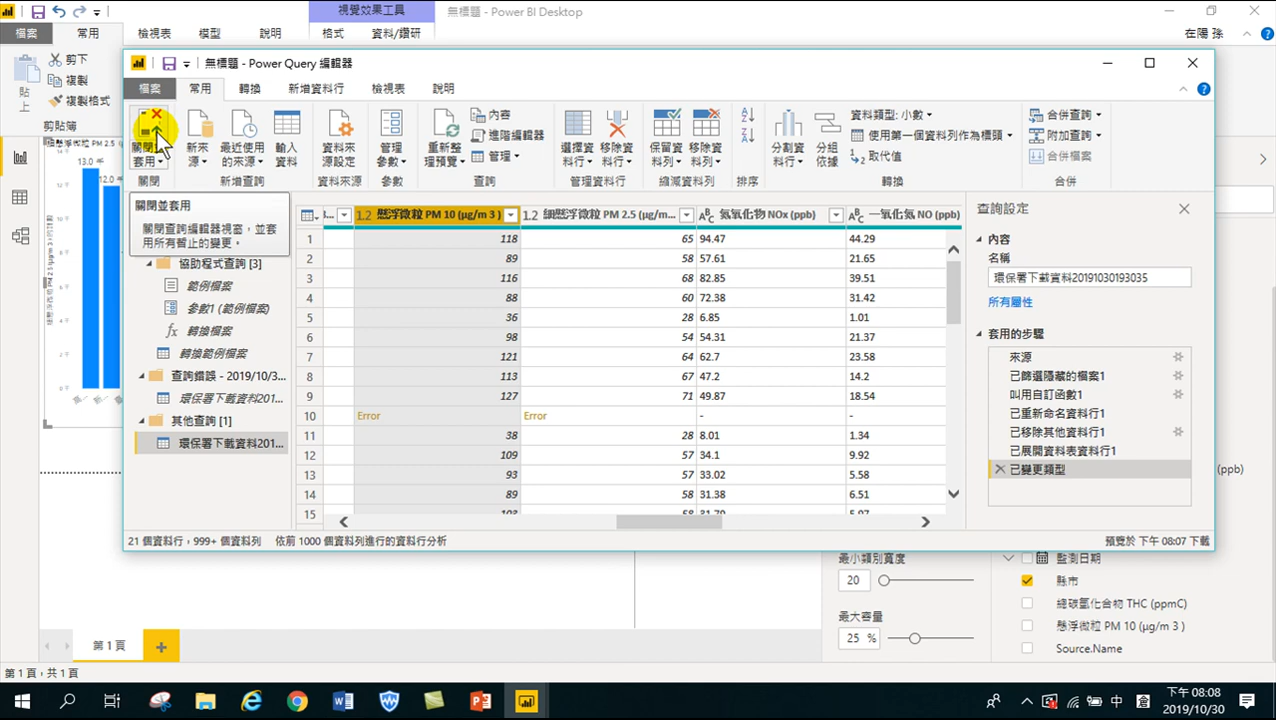 視覺效果工具
無標題 - Power BI Desktop
檔案
常用
檢視表
模型
說明
格式
資料/鑽研
在陽 孫
貼上
剪下
複製
複製格式
剪貼簿
無標題 - Power Query 編輯器
檔案
常用
轉換
新增資料行
檢視表
說明
關閉並套用
新來源
最近使用的來源
輸入資料
資料來源設定
管理參數
重新整理預覽
內容
進階編輯器
管理
選擇資料行
移除資料行
保留資料列
移除資料列
分割資料行
分組依據
資料類型: 小數
使用第一個資料列作為標頭
取代值
合併查詢
附加查詢
合併檔案
關閉
新增查詢
資料來源
參數
查詢
管理資料行
縮減資料列
排序
轉換
合併
關閉並套用
關閉查詢編輯器視窗，並套用所有暫止的變更。
協助程式查詢 [3]
範例檔案
參數1 (範例檔案)
轉換檔案
轉換範例檔案
查詢錯誤 - 2019/10/3...
環保署下載資料201...
其他查詢 [1]
環保署下載資料201...
1.2 懸浮微粒 PM 10 (μg/m 3 )
1.2 細懸浮微粒 PM 2.5 (μg/m...
氮氧化物 NOx (ppb)
一氧化氮 NO (ppb)
1 118 65 94.47 44.29
2 89 58 57.61 21.65
3 116 68 82.85 39.51
4 88 60 72.38 31.42
5 36 28 6.85 1.01
6 98 54 54.31 21.37
7 121 64 62.7 23.58
8 113 67 47.2 14.2
9 127 71 49.87 18.54
10 Error Error - -
11 38 28 8.01 1.34
12 109 57 34.1 9.92
13 93 57 33.02 5.58
14 89 58 31.38 6.51
15
查詢設定
內容
名稱
環保署下載資料20191030193035
所有屬性
套用的步驟
來源
已篩選隱藏的檔案1
叫用自訂函數1
已重新命名資料行1
已移除其他資料行1
已展開資料表資料行1
已變更類型
21 個資料行，999+ 個資料列
依前 1000 個資料列進行的資料行分析
預覽於 下午 08:07 下載
13.0 千
12.0 千
(ppb)
最小類別寬度
20
最大容量
25 %
監測日期
縣市
總碳氫化合物 THC (ppmC)
懸浮微粒 PM 10 (μg/m 3 )
Source.Name
第 1 頁
第 1 頁，共 1 頁
中
倉
下午 08:08
2019/10/30